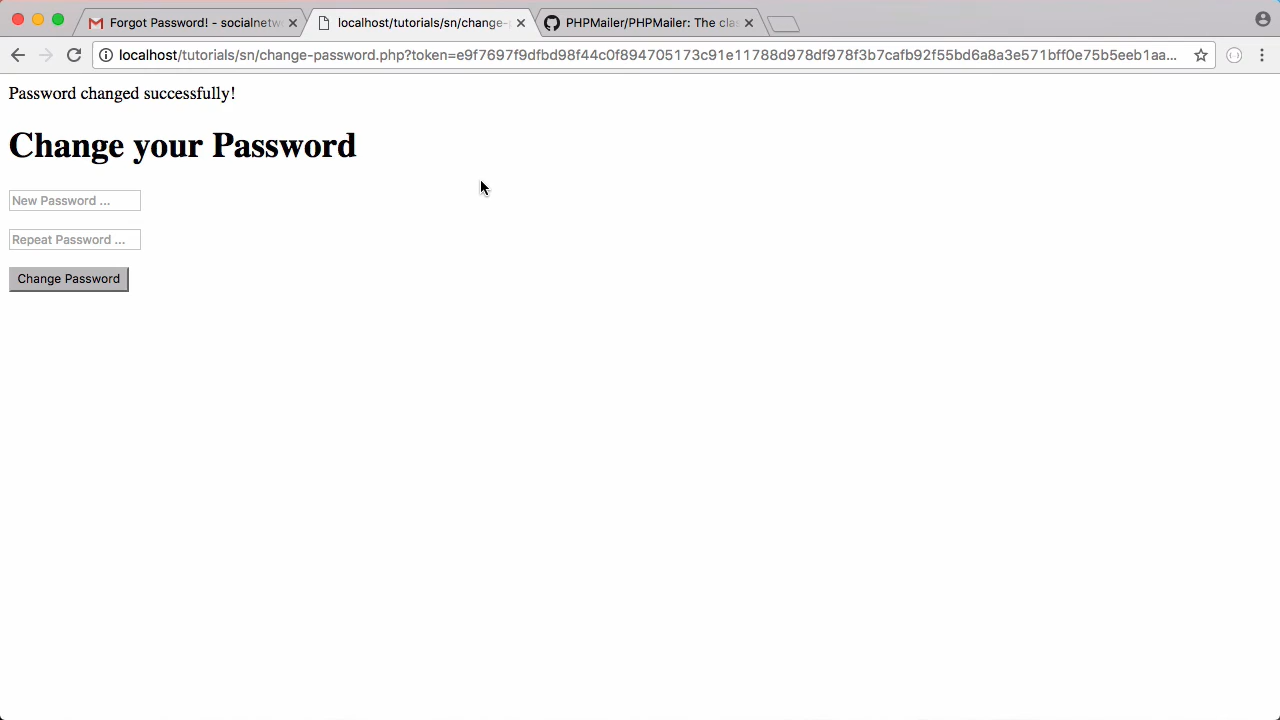 Forgot Password! - socialnetw
localhost/tutorials/sn/change-
PHPMailer/PHPMailer: The clas
localhost/tutorials/sn/change-password.php?token=e9f7697f9dfbd98f44c0f894705173c91e11788d978df978f3b7cafb92f55bd6a8a3e571bff0e75b5eeb1aa...
Password changed successfully!
Change your Password
New Password ...
Repeat Password ...
Change Password